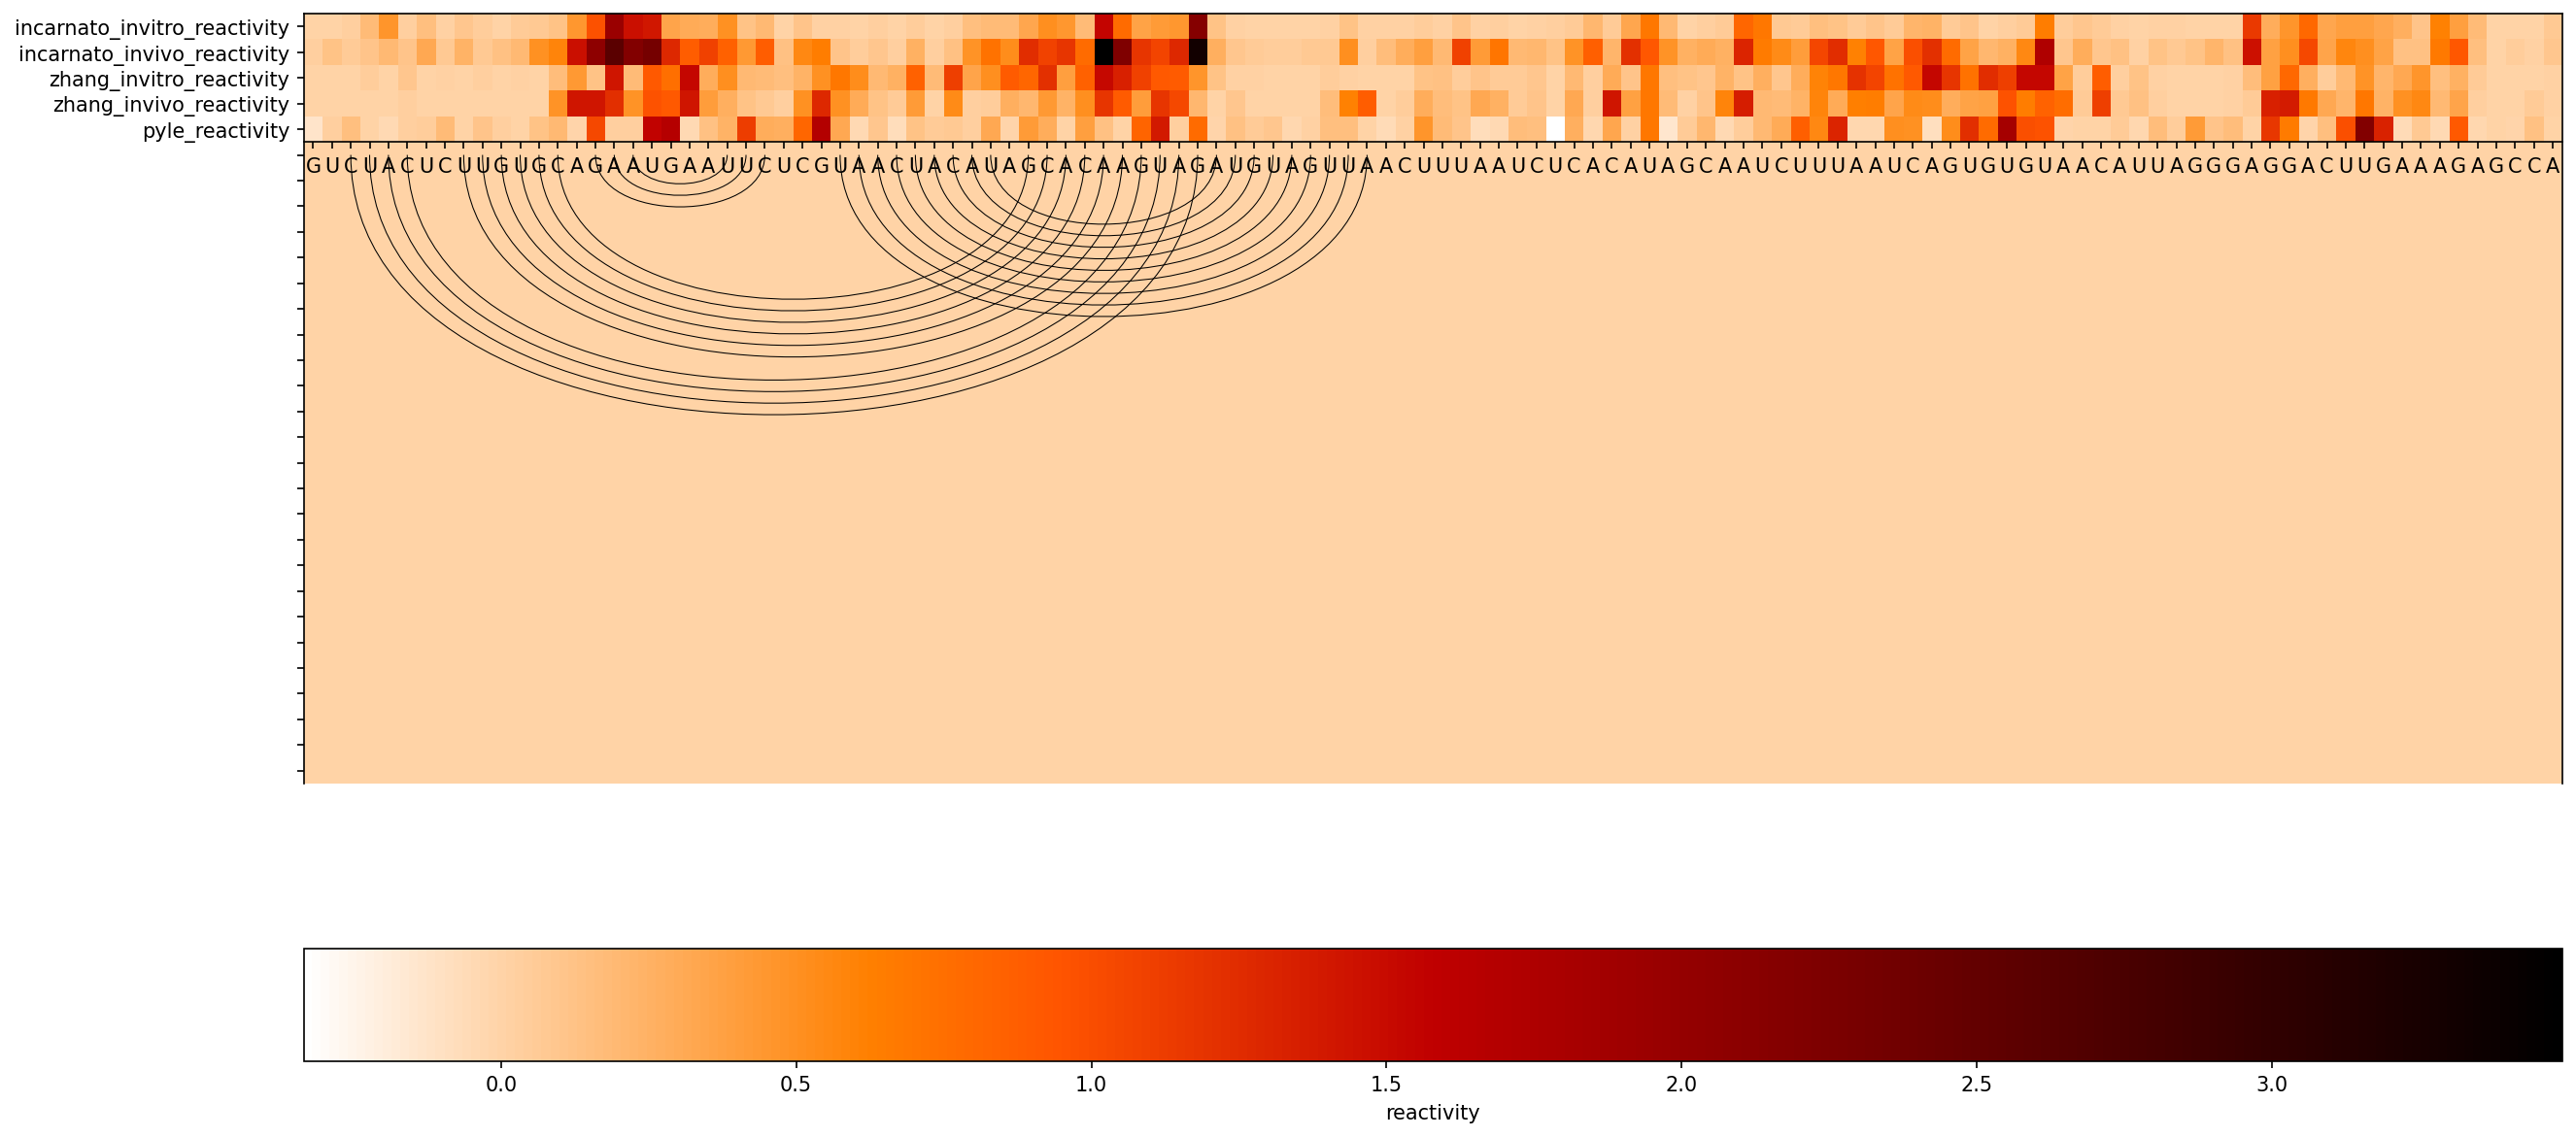 incarnato_invitro_reactivity
incarnato_invivo_reactivity
zhang_invitro_reactivity
zhang_invivo_reactivity
pyle_reactivity
G U C U A C U C U U G U G C A G A A U G A A U U C U C G U A A C U A C A U A G C A C A A G U A G A U G U A G U U A A C U U U A A U C U C A C A U A G C A A U C U U U A A U C A G U G U G U A A C A U U A G G G A G G A C U U G A A A G A G C C A
0.0 0.5 1.0 1.5 2.0 2.5 3.0
reactivity